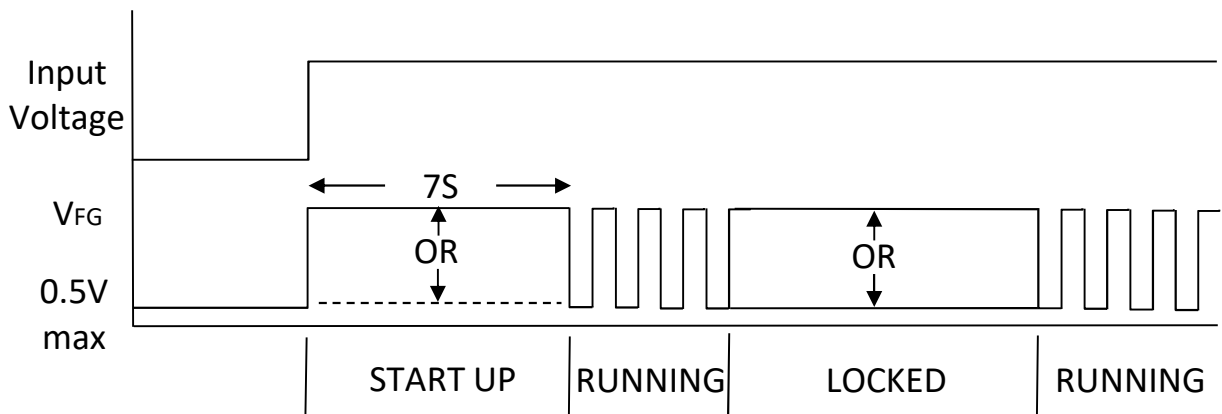 Input
Voltage
7S
VFG
OR
OR
0.5V
max
START UP
RUNNING
LOCKED
RUNNING